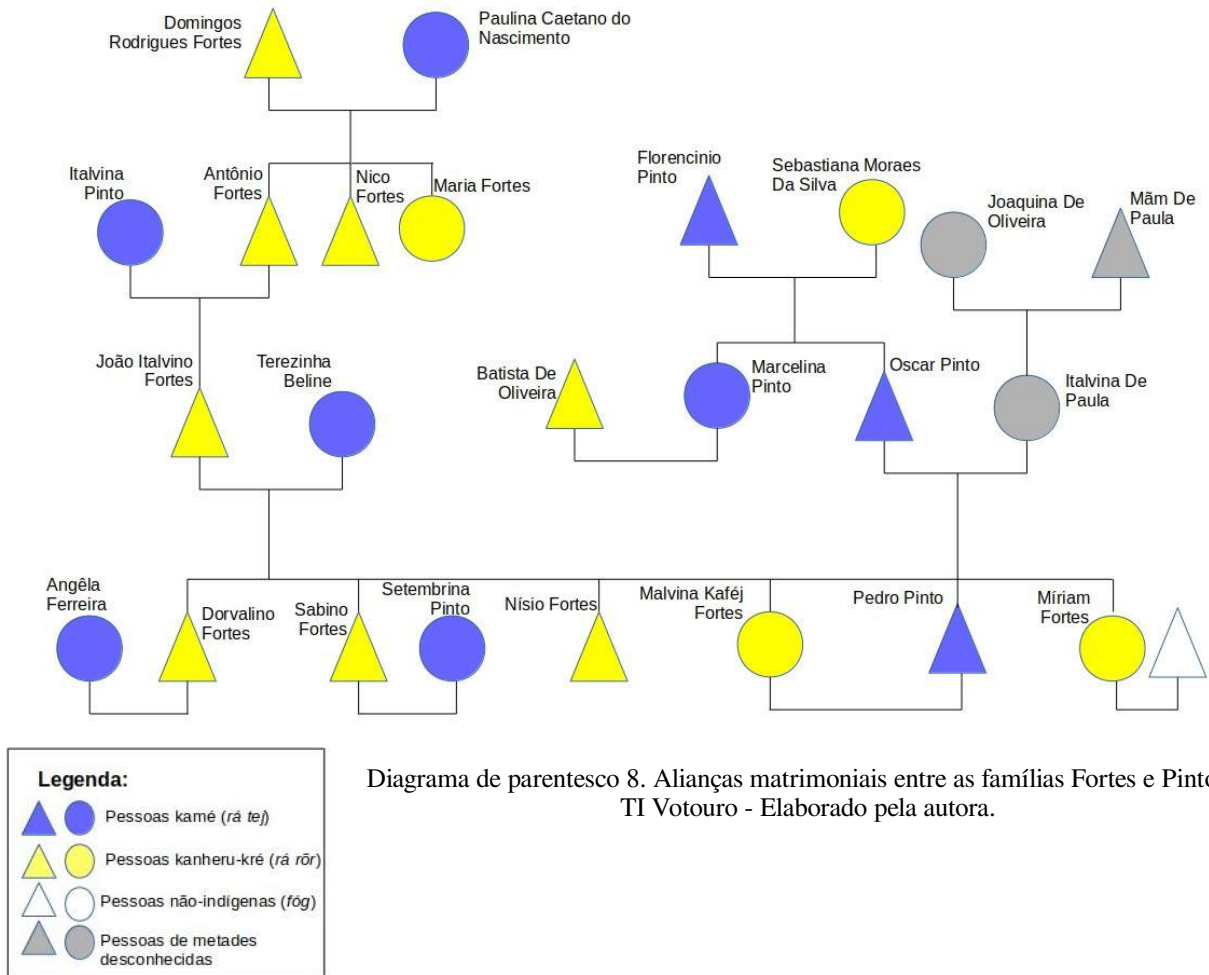 Domingos
Rodrigues Fortes
Paulina Caetano do
Nascimento
Italvina
Pinto
Antônio
Fortes
Nico
Fortes
Maria Fortes
Florencinio
Pinto
Sebastiana Moraes
Da Silva
Joaquina De
Oliveira
Mãm De
Paula
João Italvino
Fortes
Terezinha
Beline
Batista De
Oliveira
Marcelina
Pinto
Oscar Pinto
Italvina De
Paula
Angêla
Ferreira
Dorvalino
Fortes
Sabino
Fortes
Setembrina
Pinto
Nísio Fortes
Malvina Kaféj
Fortes
Pedro Pinto
Míriam
Fortes
Legenda:
Pessoas kamé (rá tej)
Pessoas kanheru-kré (rá rõr)
Pessoas não-indígenas (fóg)
Pessoas de metades
desconhecidas
Diagrama de parentesco 8. Alianças matrimoniais entre as famílias Fortes e Pinto
TI Votouro - Elaborado pela autora.